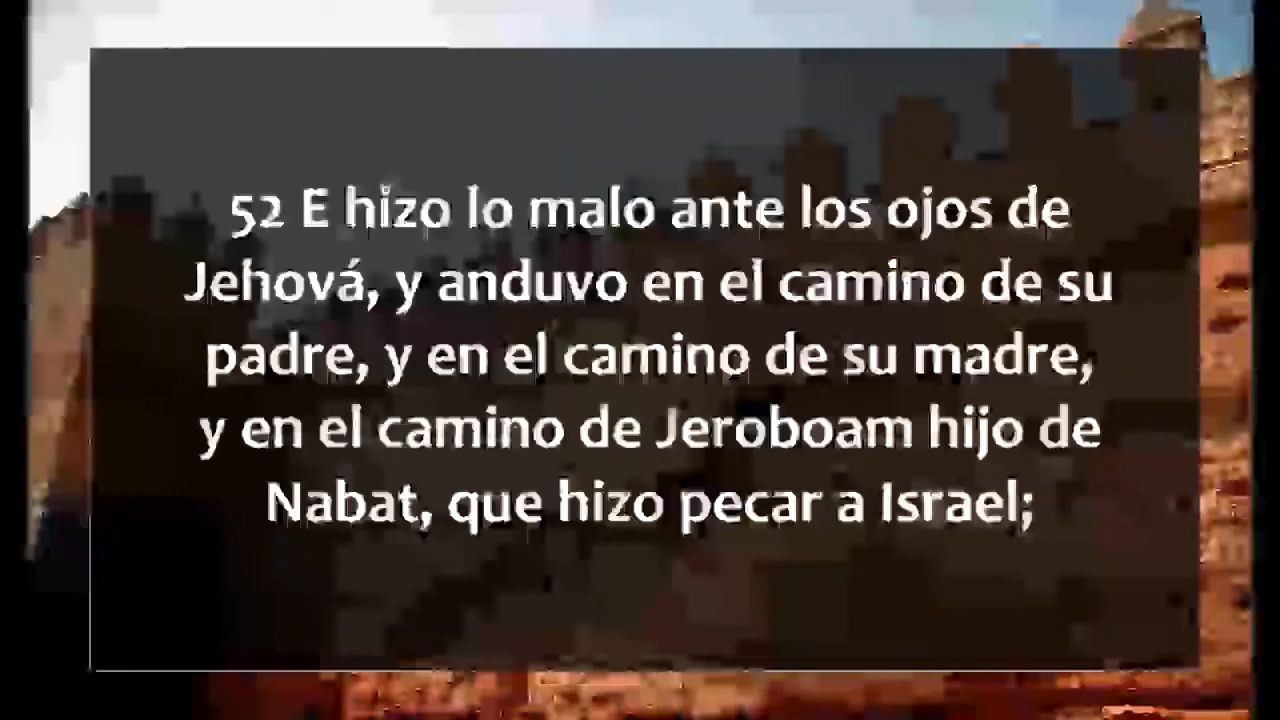 52 E hizo lo malo ante los ojos de
Jehová, y anduvo en el camino de su
padre, y en el camino de su madre,
y en el camino de Jeroboam hijo de
Nabat, que hizo pecar a Israel;